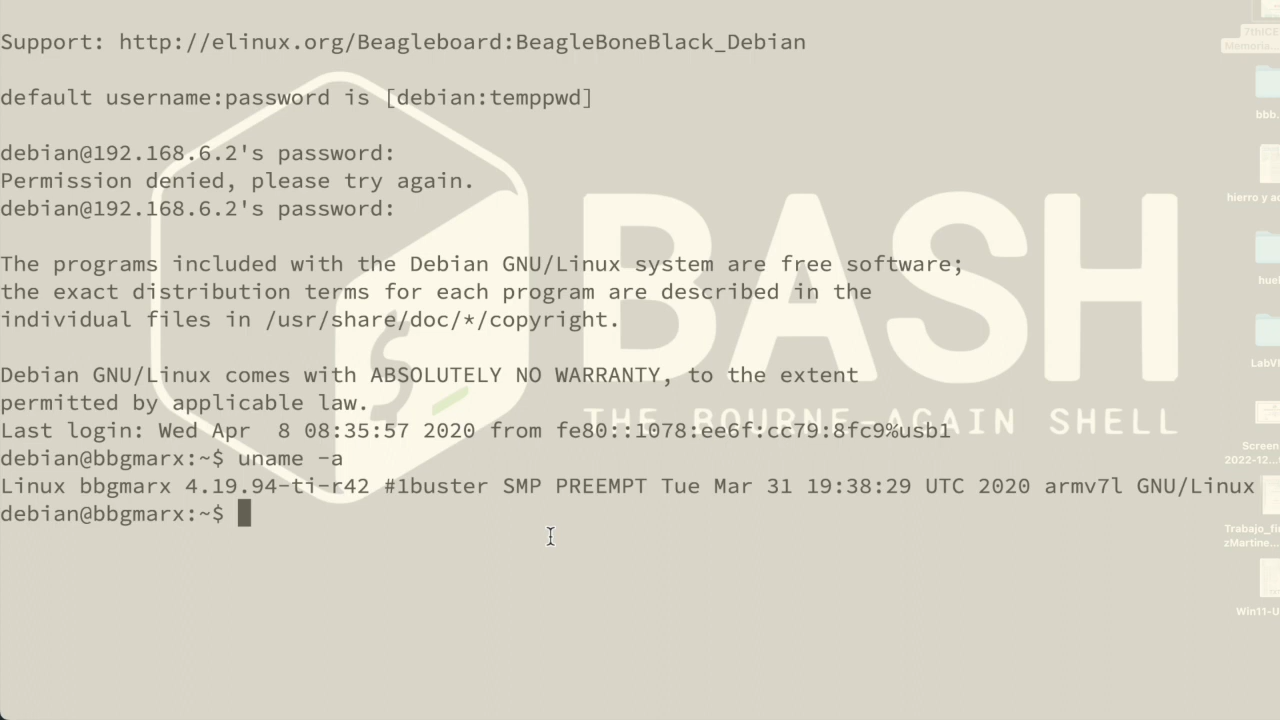 Support: http://elinux.org/Beagleboard:BeagleBoneBlack_Debian
default username:password is [debian:temppwd]
debian@192.168.6.2's password:
Permission denied, please try again.
debian@192.168.6.2's password:
The programs included with the Debian GNU/Linux system are free software;
the exact distribution terms for each program are described in the
individual files in /usr/share/doc/*/copyright.
Debian GNU/Linux comes with ABSOLUTELY NO WARRANTY, to the extent
permitted by applicable law.
Last login: Wed Apr  8 08:35:57 2020 from fe80::1078:ee6f:cc79:8fc9%usb1
debian@bbgmarx:~$ uname -a
Linux bbgmarx 4.19.94-ti-r42 #1buster SMP PREEMPT Tue Mar 31 19:38:29 UTC 2020 armv7l GNU/Linux
debian@bbgmarx:~$
BASH
THE BOURNE-AGAIN SHELL
7thICE
Memoria...
bbb.
hierro y ac
huel
LabVI
Screen
2022-12...
Trabajo_fi
zMartine...
Win11-U